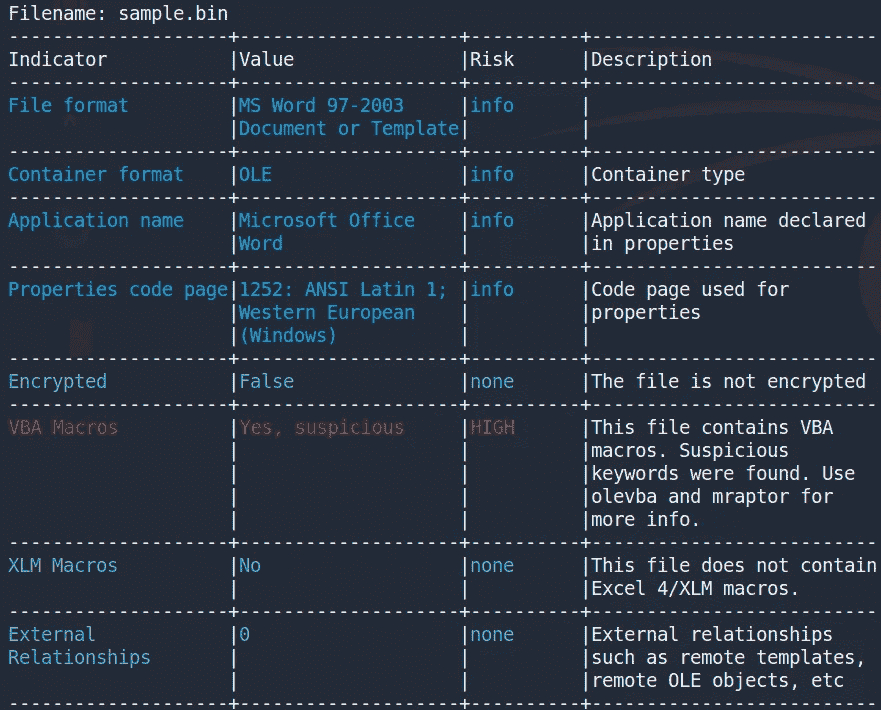 Filename: sample.bin
--------------------+--------------------+----------+--------------------------
Indicator           |Value               |Risk      |Description
--------------------+--------------------+----------+--------------------------
File format         |MS Word 97-2003     |info      |
                    |Document or Template|          |
--------------------+--------------------+----------+--------------------------
Container format    |OLE                 |info      |Container type
--------------------+--------------------+----------+--------------------------
Application name    |Microsoft Office    |info      |Application name declared
                    |Word                |          |in properties
--------------------+--------------------+----------+--------------------------
Properties code page|1252: ANSI Latin 1; |info      |Code page used for
                    |Western European    |          |properties
                    |(Windows)           |          |
--------------------+--------------------+----------+--------------------------
Encrypted           |False               |none      |The file is not encrypted
--------------------+--------------------+----------+--------------------------
VBA Macros          |Yes, suspicious     |HIGH      |This file contains VBA
                    |                    |          |macros. Suspicious
                    |                    |          |keywords were found. Use
                    |                    |          |olevba and mraptor for
                    |                    |          |more info.
--------------------+--------------------+----------+--------------------------
XLM Macros          |No                  |none      |This file does not contain
                    |                    |          |Excel 4/XLM macros.
--------------------+--------------------+----------+--------------------------
External            |0                   |none      |External relationships
Relationships       |                    |          |such as remote templates,
                    |                    |          |remote OLE objects, etc
--------------------+--------------------+----------+--------------------------